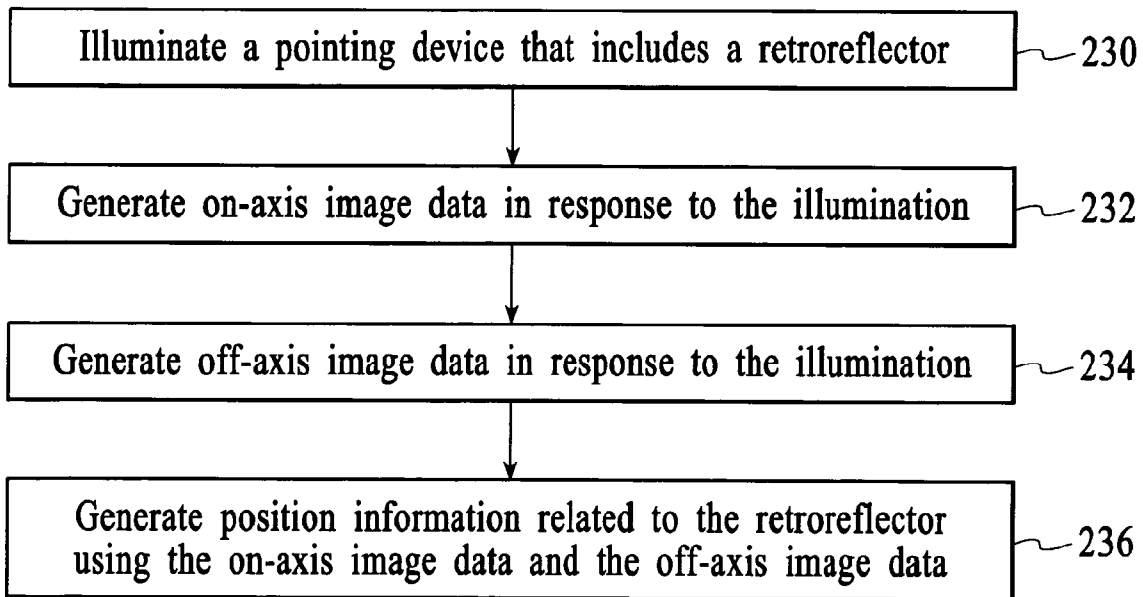 Illuminate a pointing device that includes a retroreflector
230
Generate on-axis image data in response to the illumination
232
Generate off-axis image data in response to the illumination
234
Generate position information related to the retroreflector
using the on-axis image data and the off-axis image data
236